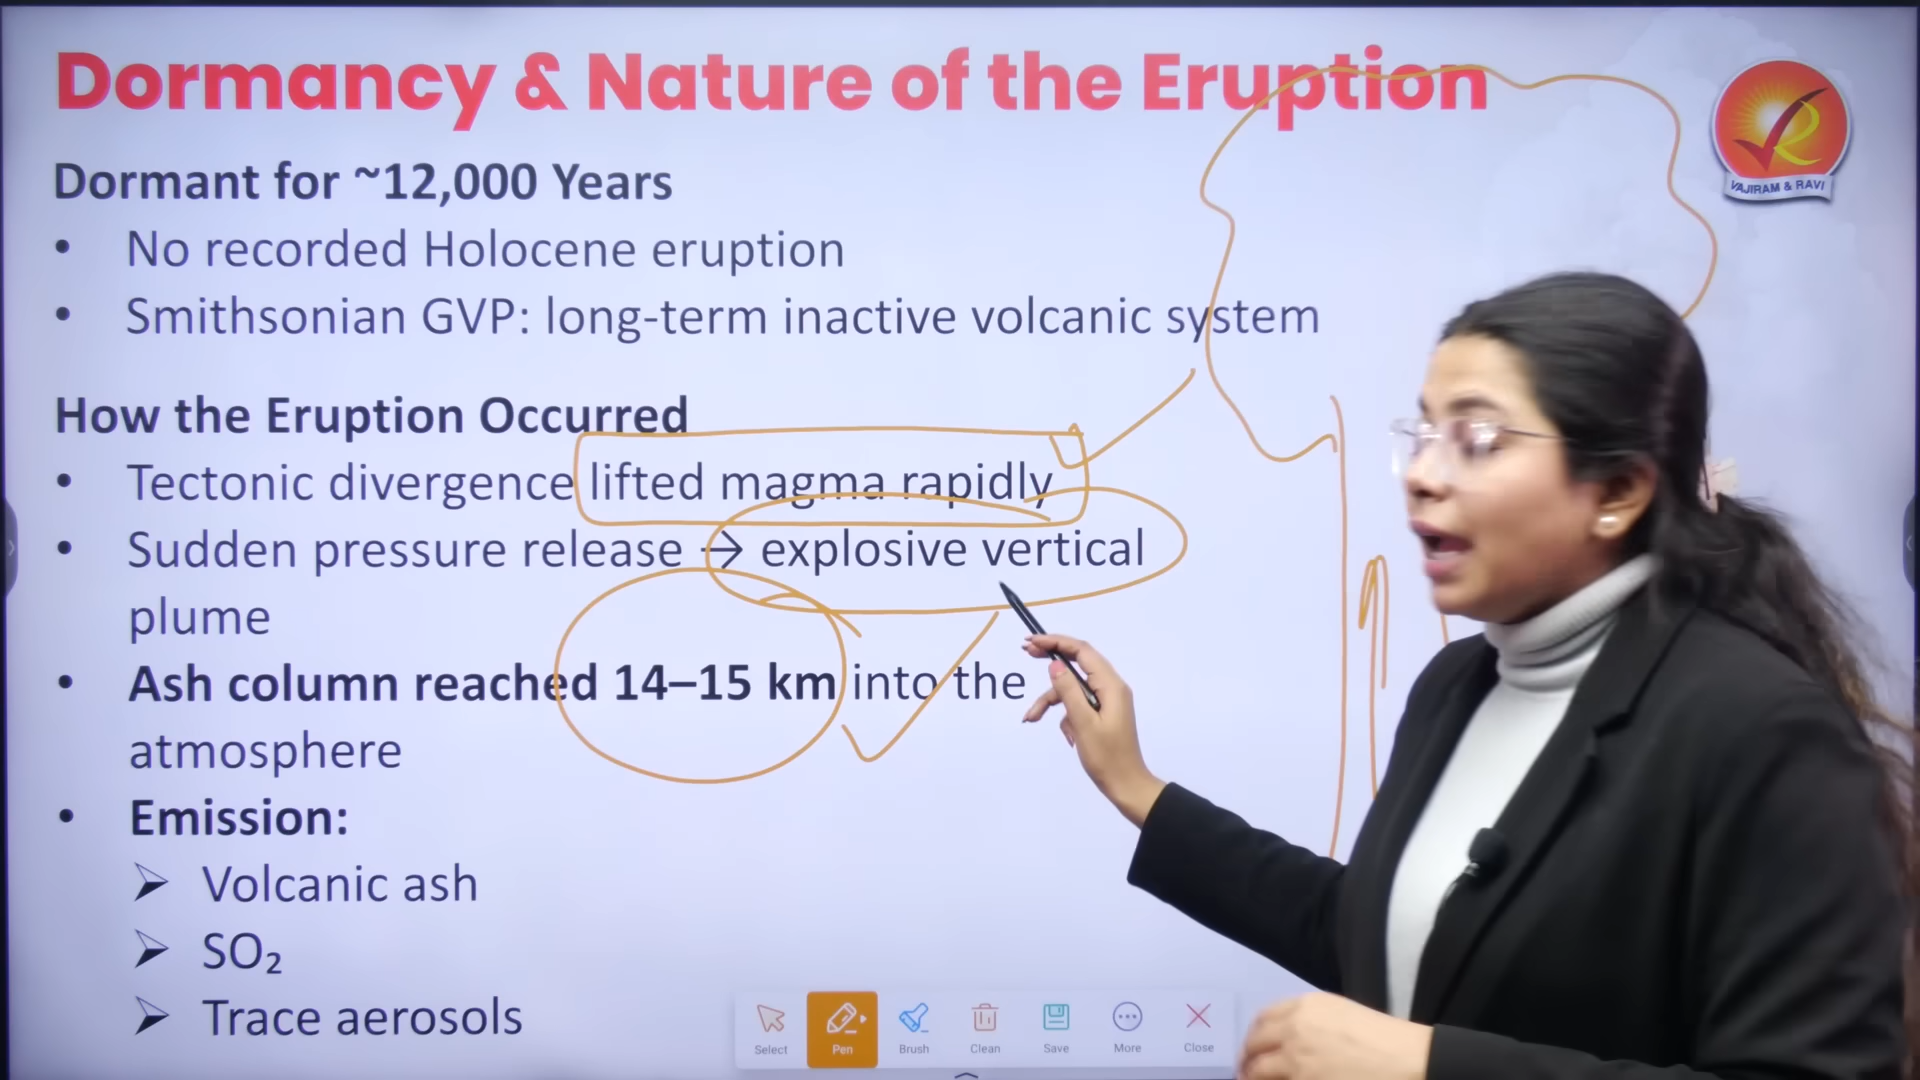 Dormancy & Nature of the Eruption
VAJIRAM & RAVI
Dormant for ~12,000 Years
• No recorded Holocene eruption
• Smithsonian GVP: long-term inactive volcanic system
How the Eruption Occurred
• Tectonic divergence lifted magma rapidly
• Sudden pressure release → explosive vertical
plume
• Ash column reached 14–15 km into the
atmosphere
• Emission:
➢ Volcanic ash
➢ SO₂
➢ Trace aerosols
Select Pen Brush Clean Save More Close